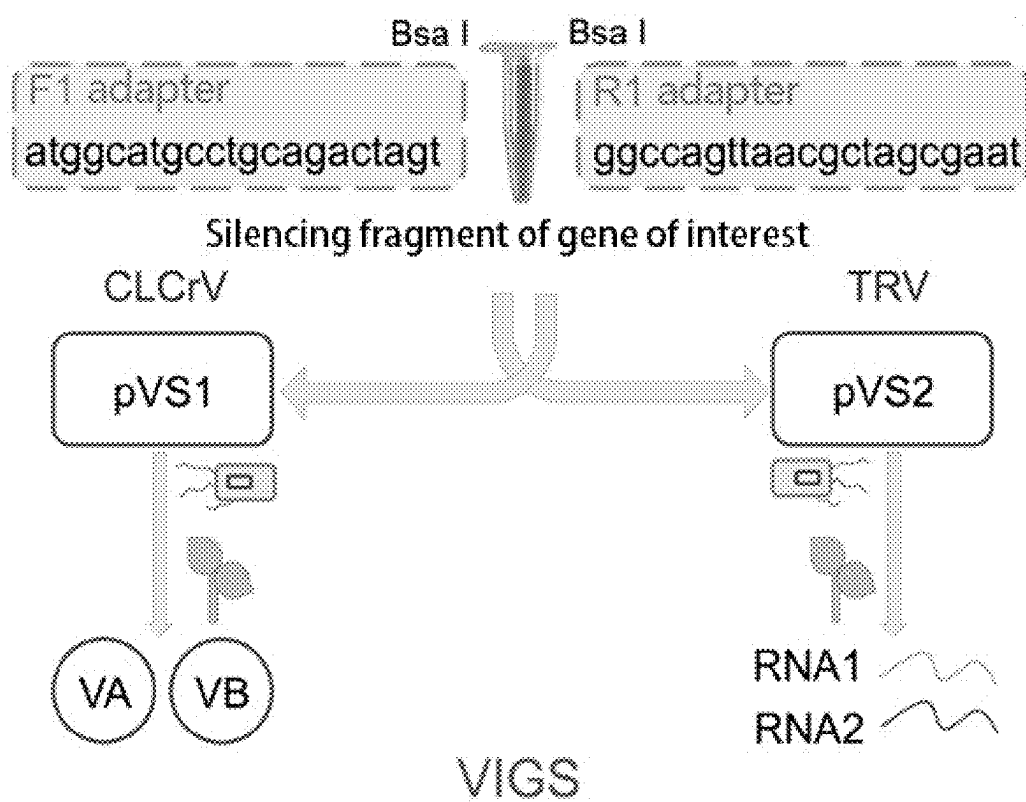 Bsa I Bsa I
F1 adapter
atggcatgcctgcagactagt
R1 adapter
ggccagttaacgctagcgaat
Silencing fragment of gene of interest
CLCrV
TRV
pVS1
pVS2
VA
VB
RNA1
RNA2
VIGS